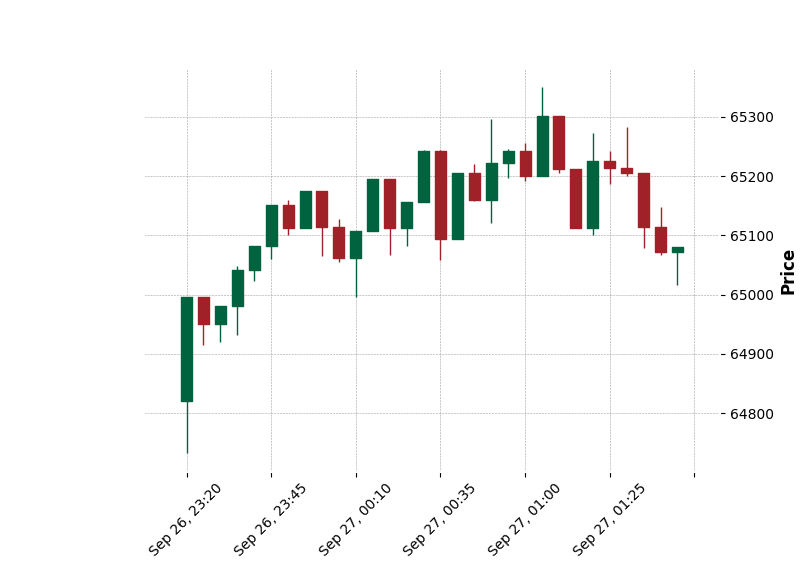 65300
65200
65100
65000
64900
64800
Price
Sep 26, 23:20
Sep 26, 23:45
Sep 27, 00:10
Sep 27, 00:35
Sep 27, 01:00
Sep 27, 01:25